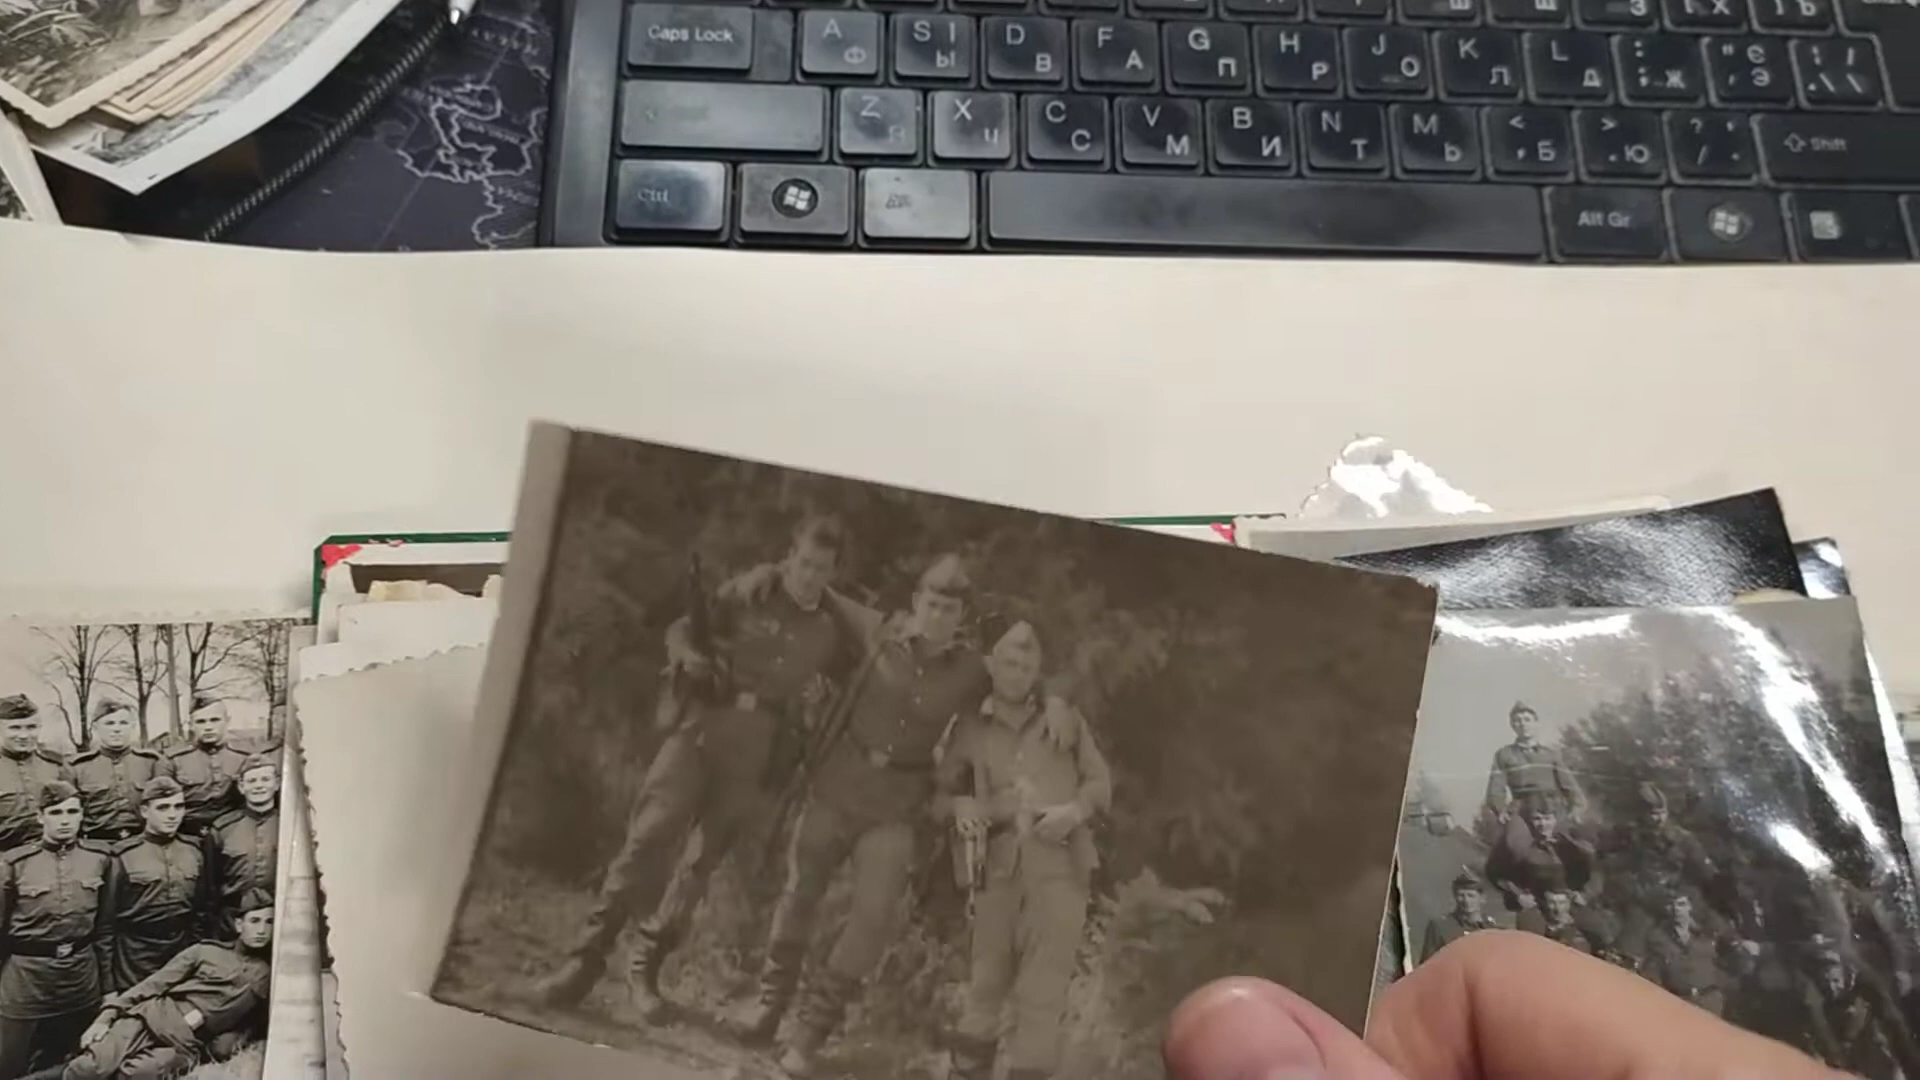 Caps Lock A Ф S І Ы D В F А G П H Р J О K Л L Д : ; Ж " ' Є Э
Z Я X Ч C С V М B И N Т M Ь < , Б > . Ю ? / . Shift
Ctrl Alt Gr